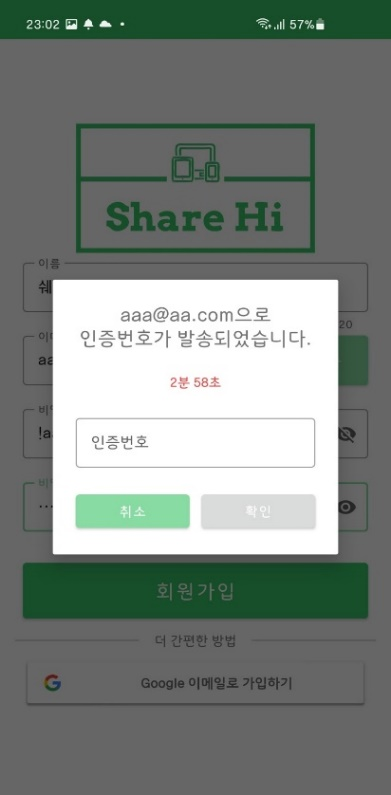 23:02
57%
Share Hi
이름
쉐
20
aaa@aa.com으로
인증번호가 발송되었습니다.
2분 58초
aa
!a
인증번호
취소
확인
회원가입
더 간편한 방법
Google 이메일로 가입하기